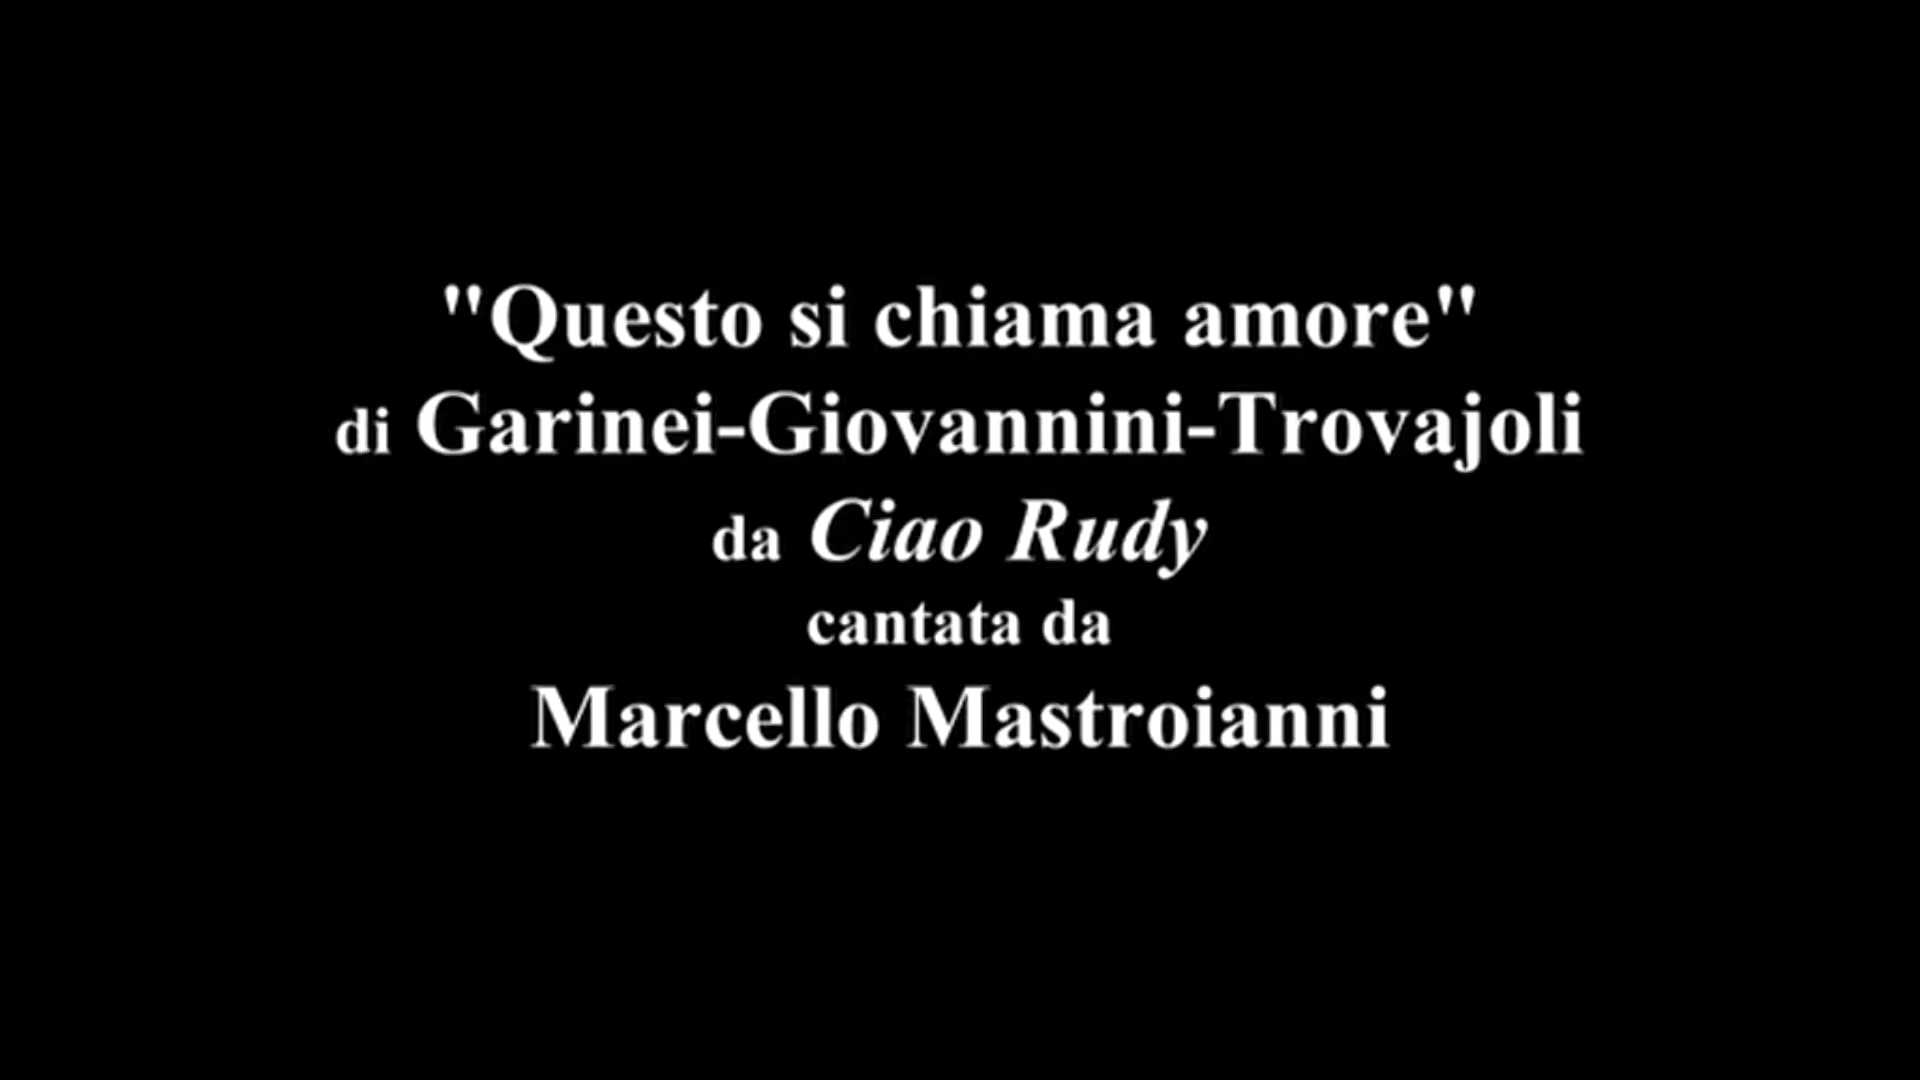 "Questo si chiama amore"
di Garinei-Giovannini-Trovajoli
da Ciao Rudy
cantata da
Marcello Mastroianni